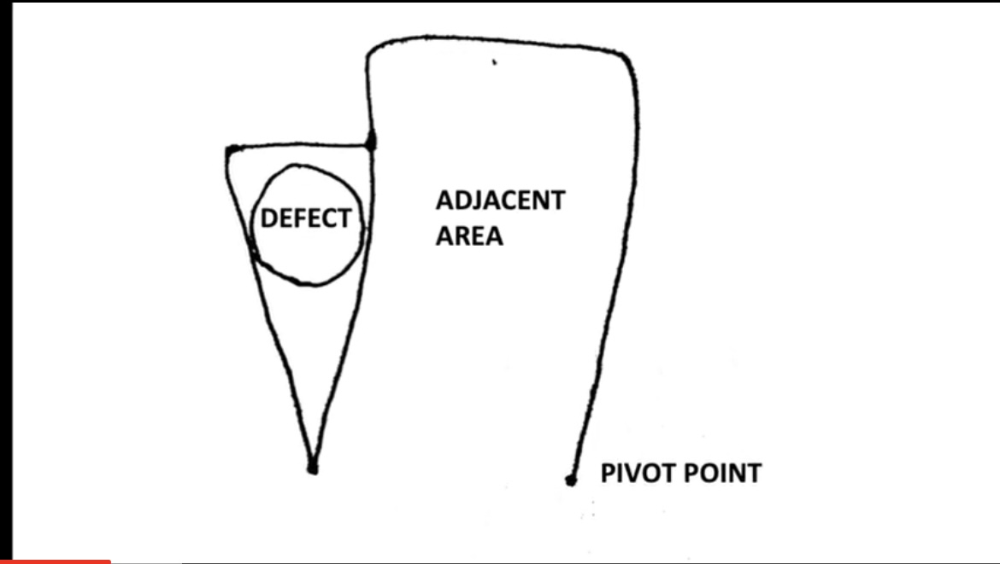 DEFECT
ADJACENT
AREA
PIVOT POINT